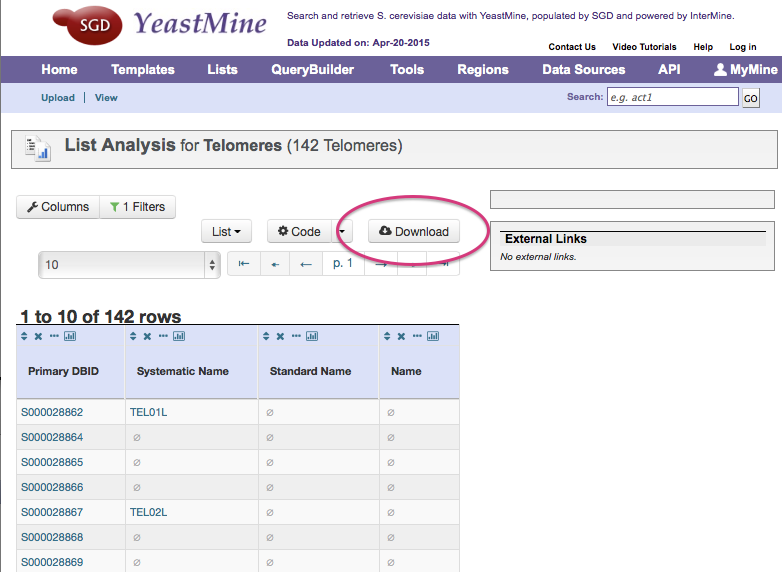 SGD YeastMine
Search and retrieve S. cerevisiae data with YeastMine, populated by SGD and powered by InterMine.
Data Updated on: Apr-20-2015
Contact Us Video Tutorials Help Log in
Home Templates Lists QueryBuilder Tools Regions Data Sources API MyMine
Upload | View
Search: e.g. act1 GO
List Analysis for Telomeres (142 Telomeres)
Columns 1 Filters
List Code Download
10 p. 1
External Links
No external links.
1 to 10 of 142 rows
Primary DBID Systematic Name Standard Name Name
S000028862 TEL01L ∅ ∅
S000028864 ∅ ∅ ∅
S000028865 ∅ ∅ ∅
S000028866 ∅ ∅ ∅
S000028867 TEL02L ∅ ∅
S000028868 ∅ ∅ ∅
S000028869 ∅ ∅ ∅